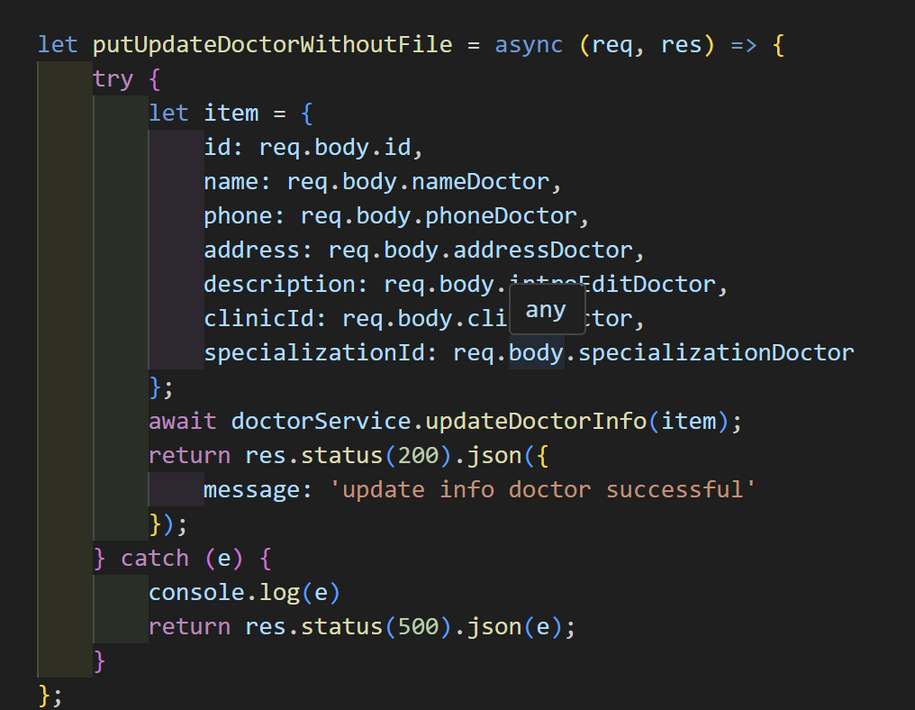 let putUpdateDoctorWithoutFile = async (req, res) => {
try {
let item = {
id: req.body.id,
name: req.body.nameDoctor,
phone: req.body.phoneDoctor,
address: req.body.addressDoctor,
description: req.body.introEditDoctor,
any
clinicId: req.body.
specializationId: req.body.specializationDoctor
};
await doctorService.updateDoctorInfo(item);
return res.status(200).json({
message: 'update info doctor successful'
});
} catch (e) {
console.log(e)
return res.status(500).json(e);
}
};